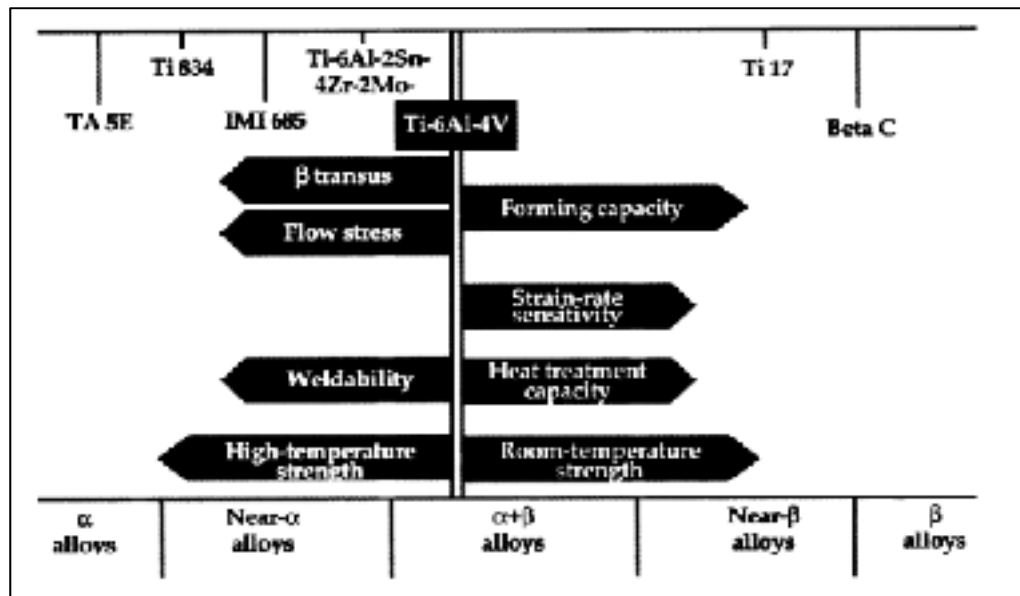 Ti 834
Ti-6Al-2Sn-
4Zr-2Mo-
Ti 17
TA 5E
IMI 685
Ti-6Al-4V
Beta C
β transus
Forming capacity
Flow stress
Strain-rate
sensitivity
Weldability
Heat treatment
capacity
High-temperature
strength
Room-temperature
strength
α
alloys
Near-α
alloys
α+β
alloys
Near-β
alloys
β
alloys